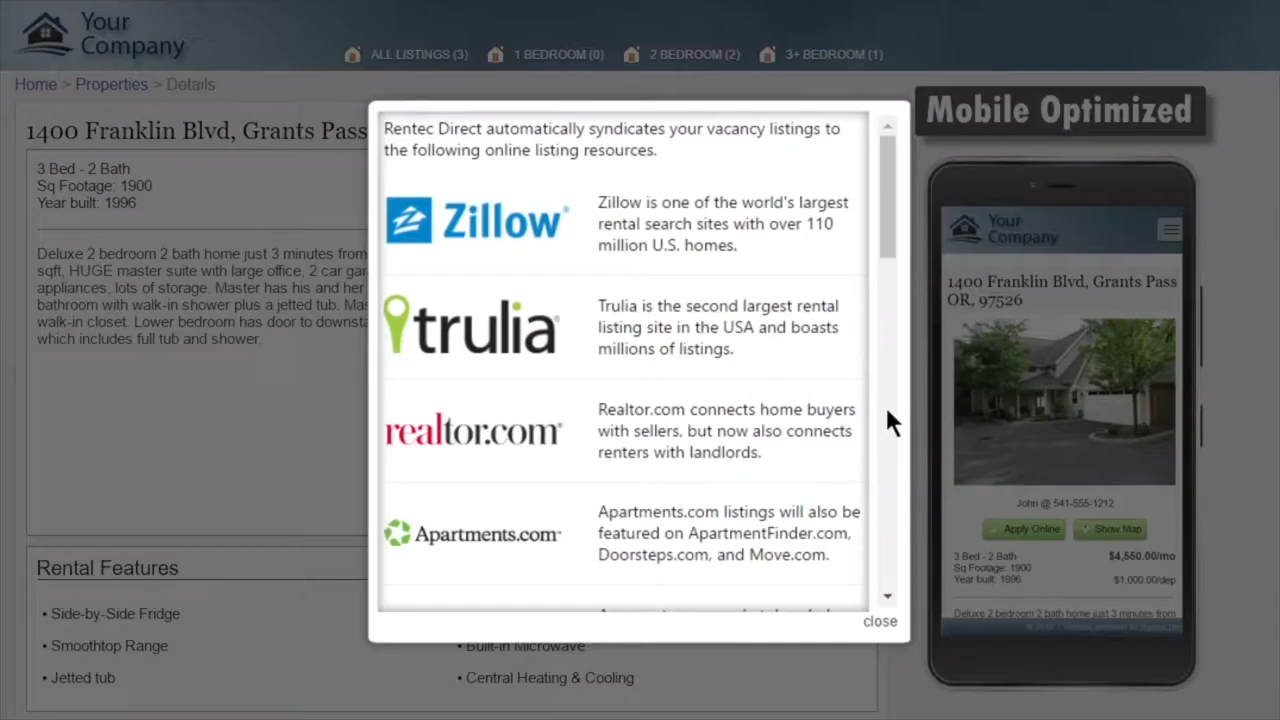 Your
Company
ALL LISTINGS (3)
1 BEDROOM (0)
2 BEDROOM (2)
3+ BEDROOM (1)
Home > Properties > Details
1400 Franklin Blvd, Grants Pass
3 Bed - 2 Bath
Sq Footage: 1900
Year built: 1996
Deluxe 2 bedroom 2 bath home just 3 minutes from
sqft, HUGE master suite with large office, 2 car
appliances, lots of storage. Master has his and her
bathroom with walk-in shower plus a jetted tub.
walk-in closet. Lower bedroom has door to
which includes full tub and shower.
Rental Features
• Side-by-Side Fridge
• Smoothtop Range
• Built-in Microwave
• Jetted tub
• Central Heating & Cooling
Rentec Direct automatically syndicates your vacancy listings to
the following online listing resources.
Zillow®
Zillow is one of the world's largest
rental search sites with over 110
million U.S. homes.
trulia®
Trulia is the second largest rental
listing site in the USA and boasts
millions of listings.
realtor.com®
Realtor.com connects home buyers
with sellers, but now also connects
renters with landlords.
Apartments.com
Apartments.com listings will also be
featured on ApartmentFinder.com,
Doorsteps.com, and Move.com.
close
Mobile Optimized
Your
Company
1400 Franklin Blvd, Grants Pass
OR, 97526
John @ 541-555-1212
Apply Online
Show Map
3 Bed - 2 Bath
$4,550.00/mo
Sq Footage: 1900
Year built: 1996
$1,000.00/dep
Deluxe 2 bedroom 2 bath home just 3 minutes from